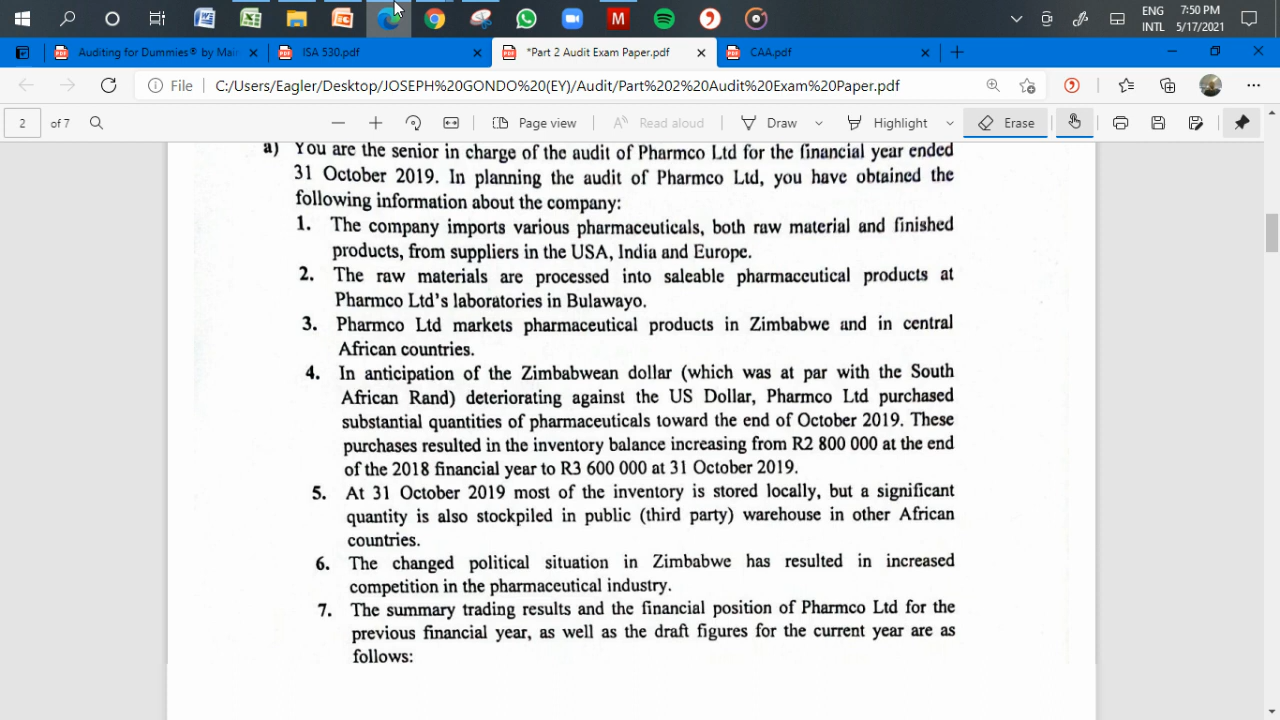 ENG
7:50 PM
INTL
5/17/2021
Auditing for Dummies® by Mair
ISA 530.pdf
*Part 2 Audit Exam Paper.pdf
CAA.pdf
File
C:/Users/Eagler/Desktop/JOSEPH%20GONDO%20(EY)/Audit/Part%202%20Audit%20Exam%20Paper.pdf
2 of 7
Page view
Read aloud
Draw
Highlight
Erase
a) You are the senior in charge of the audit of Pharmco Ltd for the financial year ended
31 October 2019. In planning the audit of Pharmco Ltd, you have obtained the
following information about the company:
1. The company imports various pharmaceuticals, both raw material and finished
products, from suppliers in the USA, India and Europe.
2. The raw materials are processed into saleable pharmaceutical products at
Pharmco Ltd's laboratories in Bulawayo.
3. Pharmco Ltd markets pharmaceutical products in Zimbabwe and in central
African countries.
4. In anticipation of the Zimbabwean dollar (which was at par with the South
African Rand) deteriorating against the US Dollar, Pharmco Ltd purchased
substantial quantities of pharmaceuticals toward the end of October 2019. These
purchases resulted in the inventory balance increasing from R2 800 000 at the end
of the 2018 financial year to R3 600 000 at 31 October 2019.
5. At 31 October 2019 most of the inventory is stored locally, but a significant
quantity is also stockpiled in public (third party) warehouse in other African
countries.
6. The changed political situation in Zimbabwe has resulted in increased
competition in the pharmaceutical industry.
7. The summary trading results and the financial position of Pharmco Ltd for the
previous financial year, as well as the draft figures for the current year are as
follows: